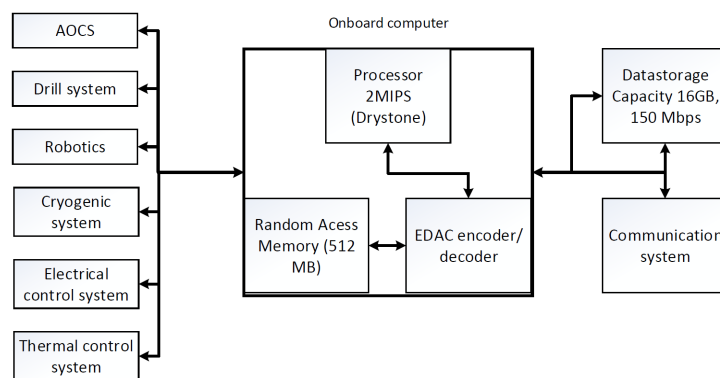 Onboard computer
AOCS
Drill system
Robotics
Cryogenic
system
Electrical
control system
Thermal control
system
Processor
2MIPS
(Drystone)
Random Acess
Memory (512
MB)
EDAC encoder/
decoder
Datastorage
Capacity 16GB,
150 Mbps
Communication
system